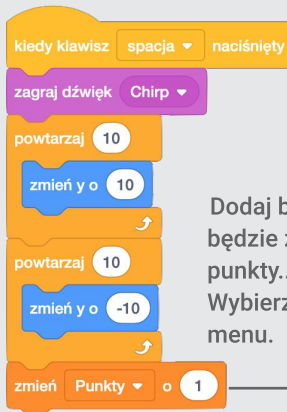 kiedy klawisz spacja naciśnięty
zagraj dźwięk Chirp
powtarzaj 10
zmień y o 10
powtarzaj 10
zmień y o -10
zmień Punkty o 1
Dodaj
będzie
punkty..
Wybierz
menu.